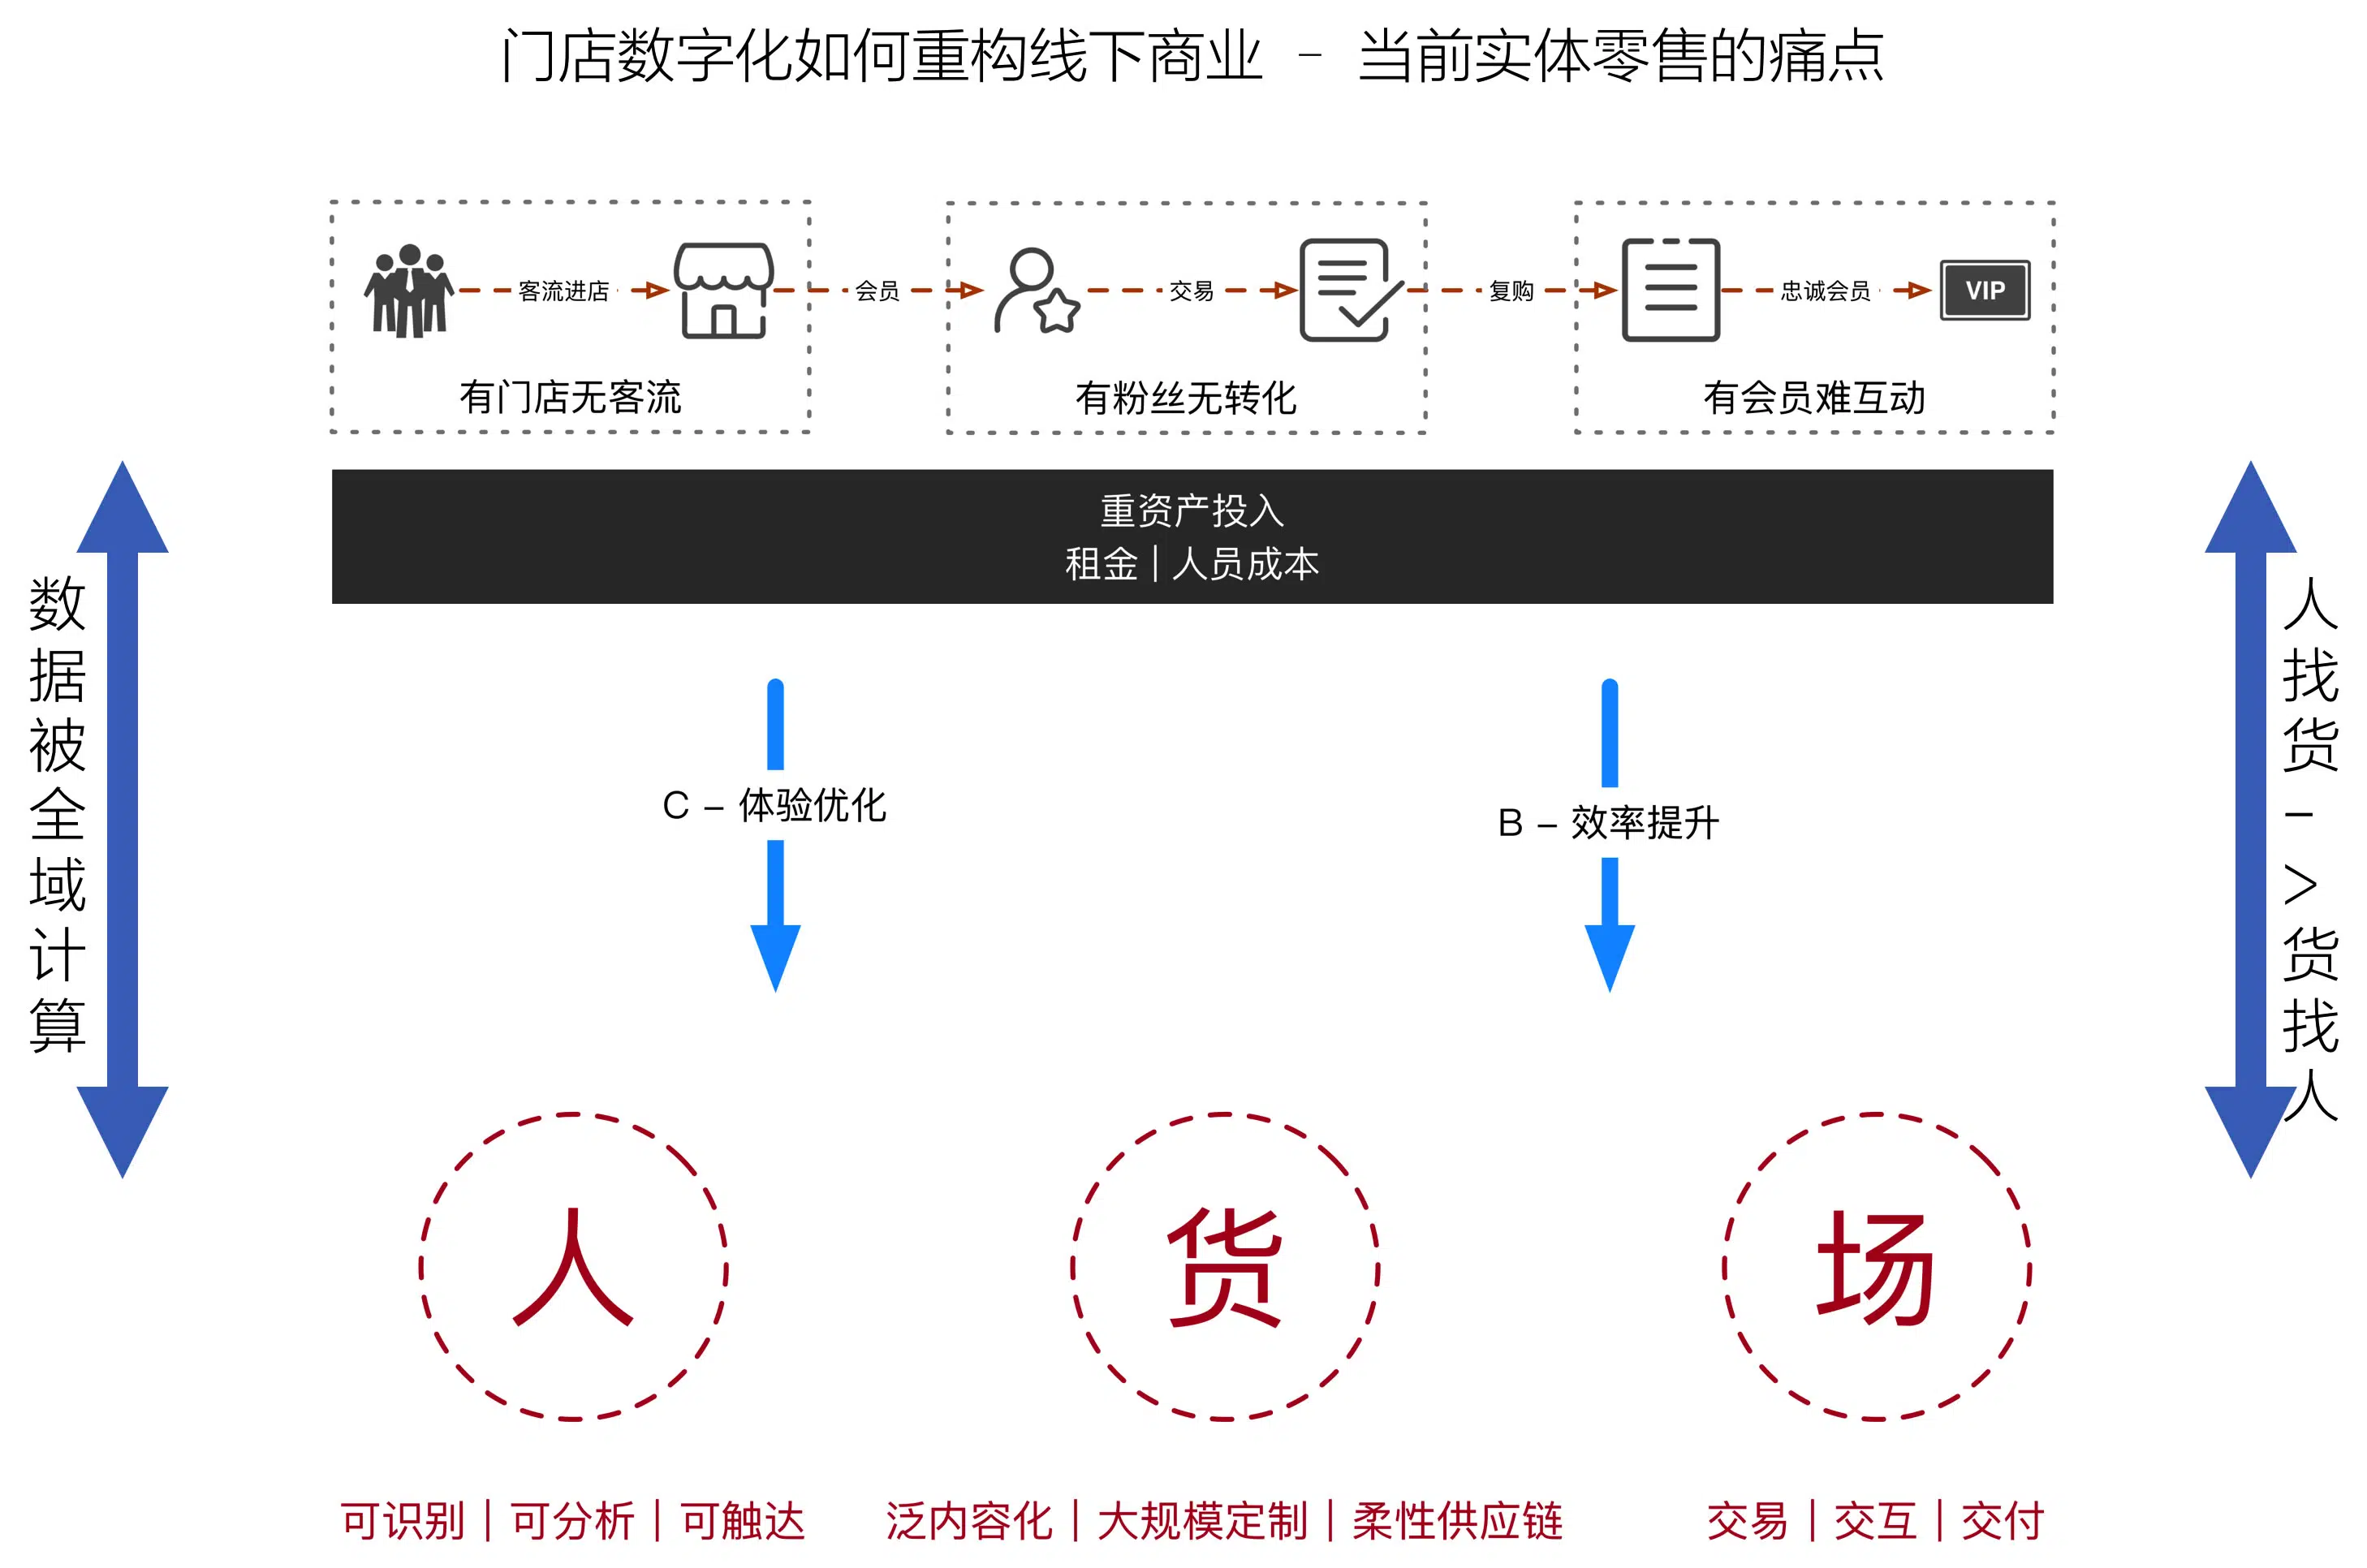 门店数字化如何重构线下商业 – 当前实体零售的痛点
客流进店
会员
交易
复购
忠诚会员
VIP
有门店无客流
有粉丝无转化
有会员难互动
重资产投入
租金 | 人员成本
数据被全域计算
人找货->货找人
C – 体验优化
B – 效率提升
人
货
场
可识别 | 可分析 | 可触达
泛内容化 | 大规模定制 | 柔性供应链
交易 | 交互 | 交付